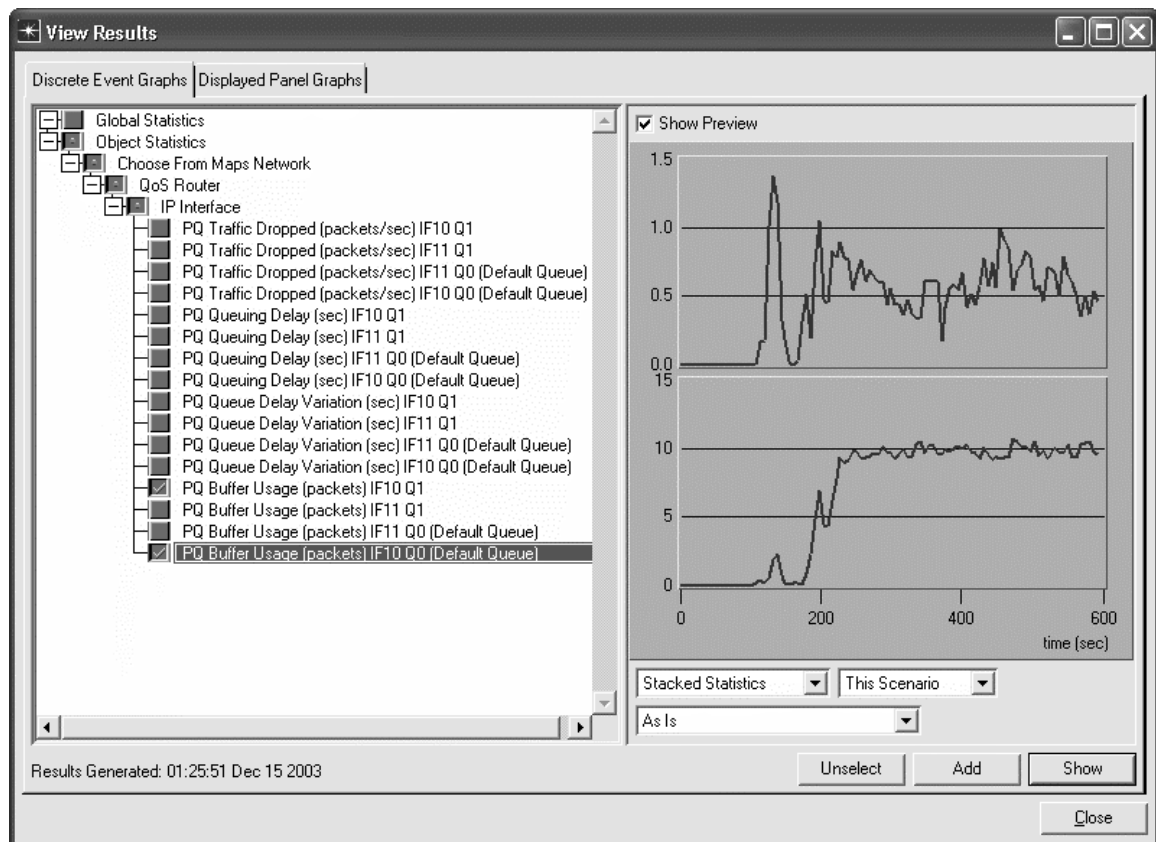 View Results
Discrete Event Graphs
Displayed Panel Graphs
Global Statistics
Object Statistics
Choose From Maps Network
QoS Router
IP Interface
PQ Traffic Dropped (packets/sec) IF10 Q1
PQ Traffic Dropped (packets/sec) IF11 Q1
PQ Traffic Dropped (packets/sec) IF11 Q0 (Default Queue)
PQ Traffic Dropped (packets/sec) IF10 Q0 (Default Queue)
PQ Queuing Delay (sec) IF10 Q1
PQ Queuing Delay (sec) IF11 Q1
PQ Queuing Delay (sec) IF11 Q0 (Default Queue)
PQ Queuing Delay (sec) IF10 Q0 (Default Queue)
PQ Queue Delay Variation (sec) IF10 Q1
PQ Queue Delay Variation (sec) IF11 Q1
PQ Queue Delay Variation (sec) IF11 Q0 (Default Queue)
PQ Queue Delay Variation (sec) IF10 Q0 (Default Queue)
PQ Buffer Usage (packets) IF10 Q1
PQ Buffer Usage (packets) IF11 Q1
PQ Buffer Usage (packets) IF11 Q0 (Default Queue)
PQ Buffer Usage (packets) IF10 Q0 (Default Queue)
Show Preview
1.5
1.0
0.5
0.0
15
10
5
0
0 200 400 600
time (sec)
Stacked Statistics
This Scenario
As Is
Results Generated: 01:25:51 Dec 15 2003
Unselect
Add
Show
Close